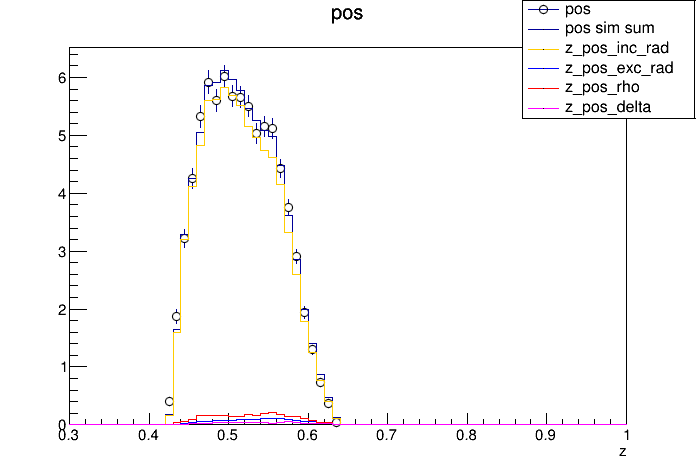 pos
pos
pos sim sum
z_pos_inc_rad
z_pos_exc_rad
z_pos_rho
z_pos_delta
6
5
4
3
2
1
0
0.3 0.4 0.5 0.6 0.7 0.8 0.9 1
z